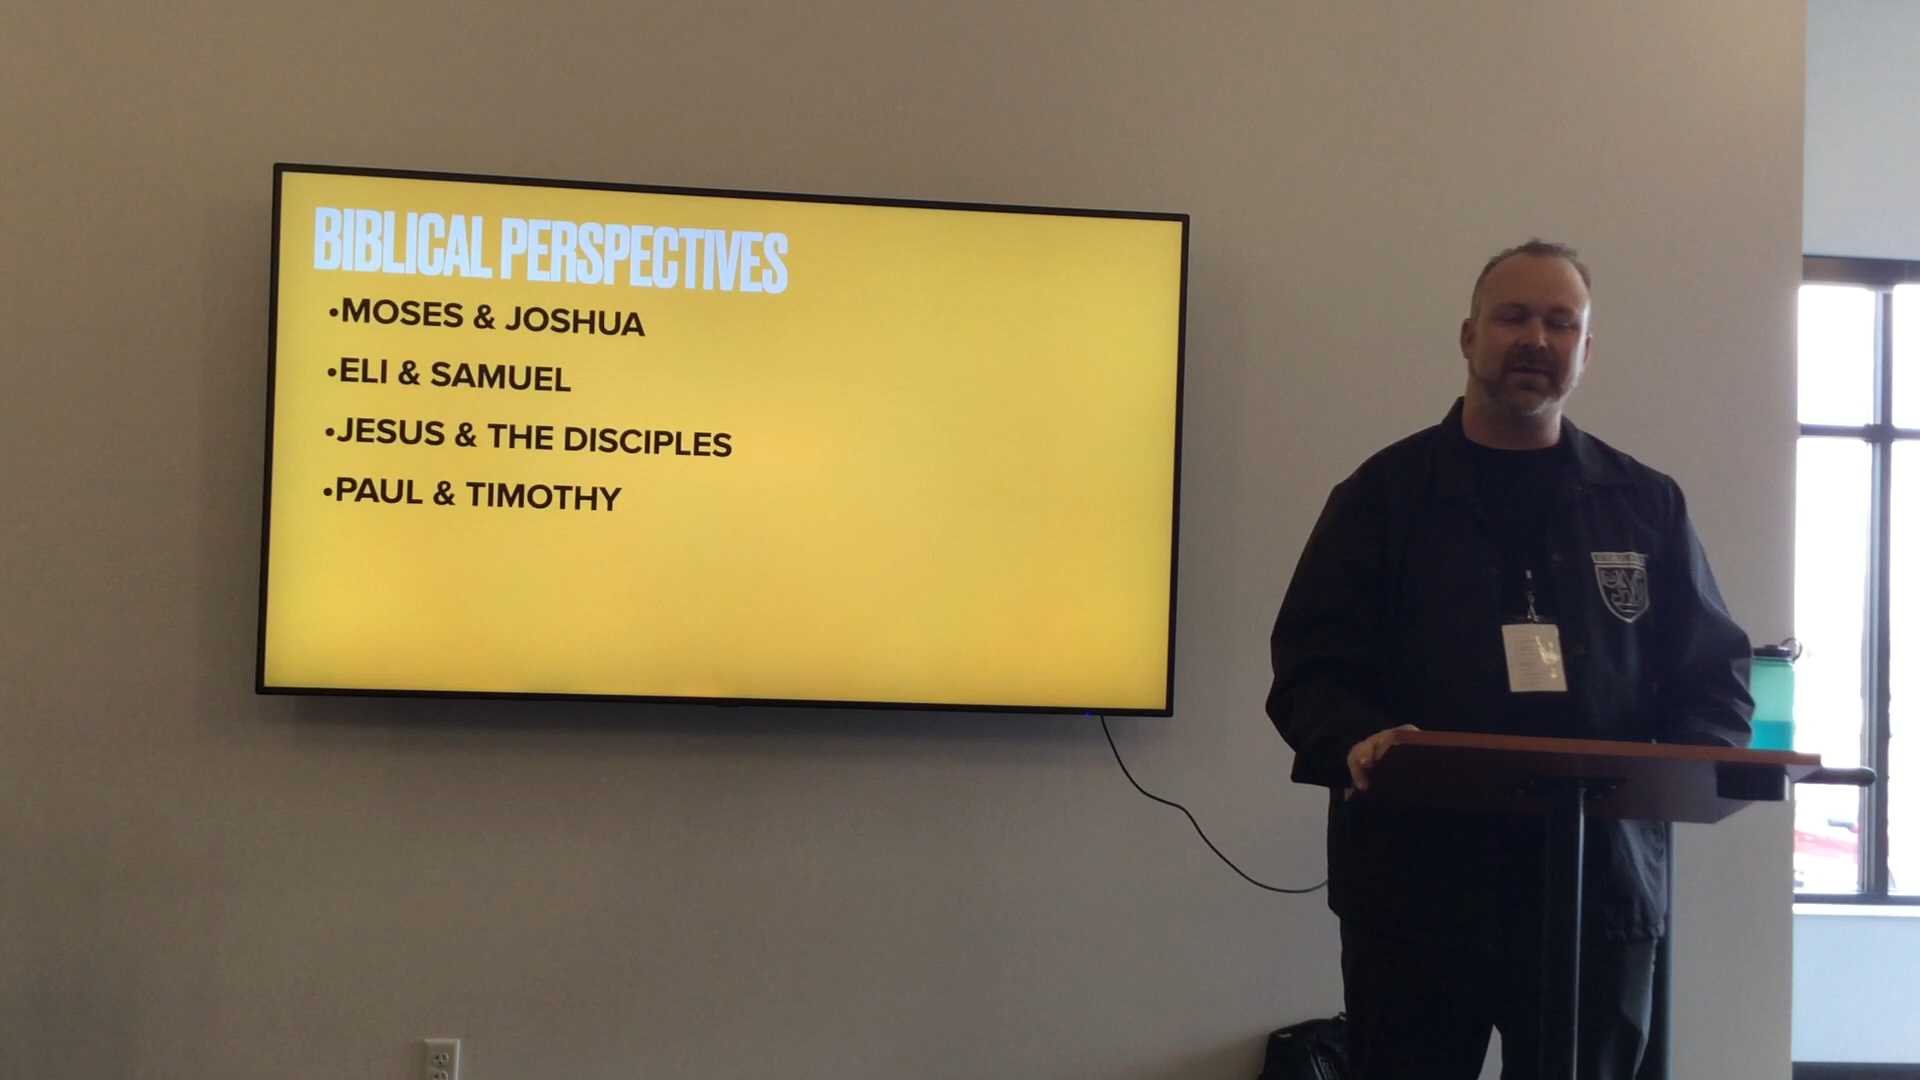 BIBLICAL PERSPECTIVES
•MOSES & JOSHUA
•ELI & SAMUEL
•JESUS & THE DISCIPLES
•PAUL & TIMOTHY